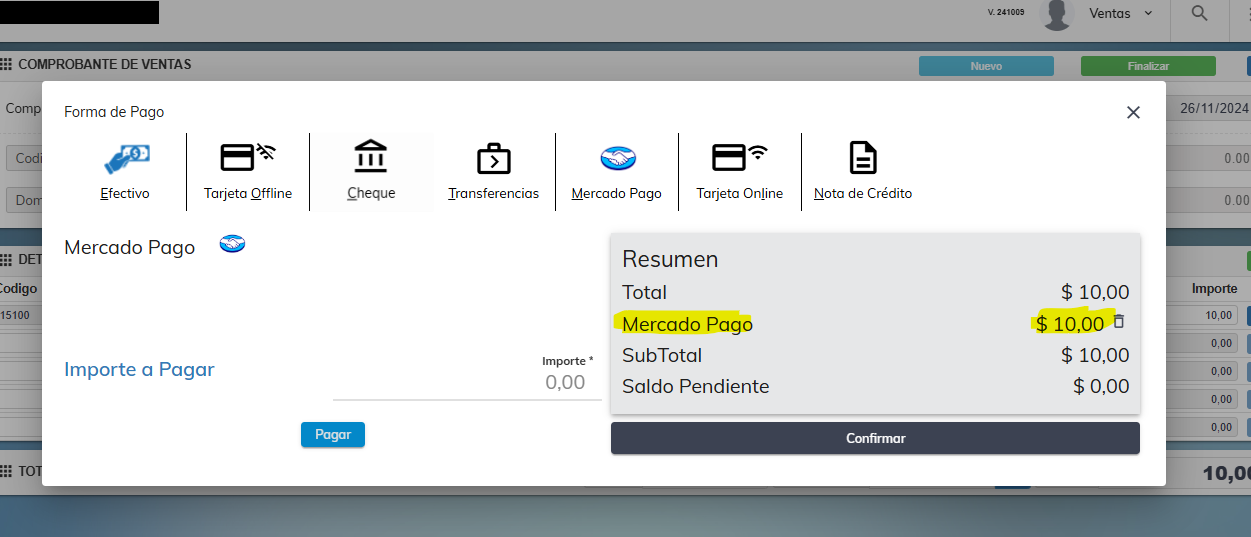 V. 241009
Ventas
COMPROBANTE DE VENTAS
Nuevo
Finalizar
Comp
26/11/2024
Codi
0.00
Dom
0.00
Forma de Pago
Efectivo
Tarjeta Offline
Cheque
Transferencias
Mercado Pago
Tarjeta Online
Nota de Crédito
Mercado Pago
Importe a Pagar
Importe *
0,00
Pagar
Resumen
Total $ 10,00
Mercado Pago $ 10,00
SubTotal $ 10,00
Saldo Pendiente $ 0,00
Confirmar
DET
Codigo
Importe
15100
10,00
0,00
0,00
0,00
0,00
TOT
10,00